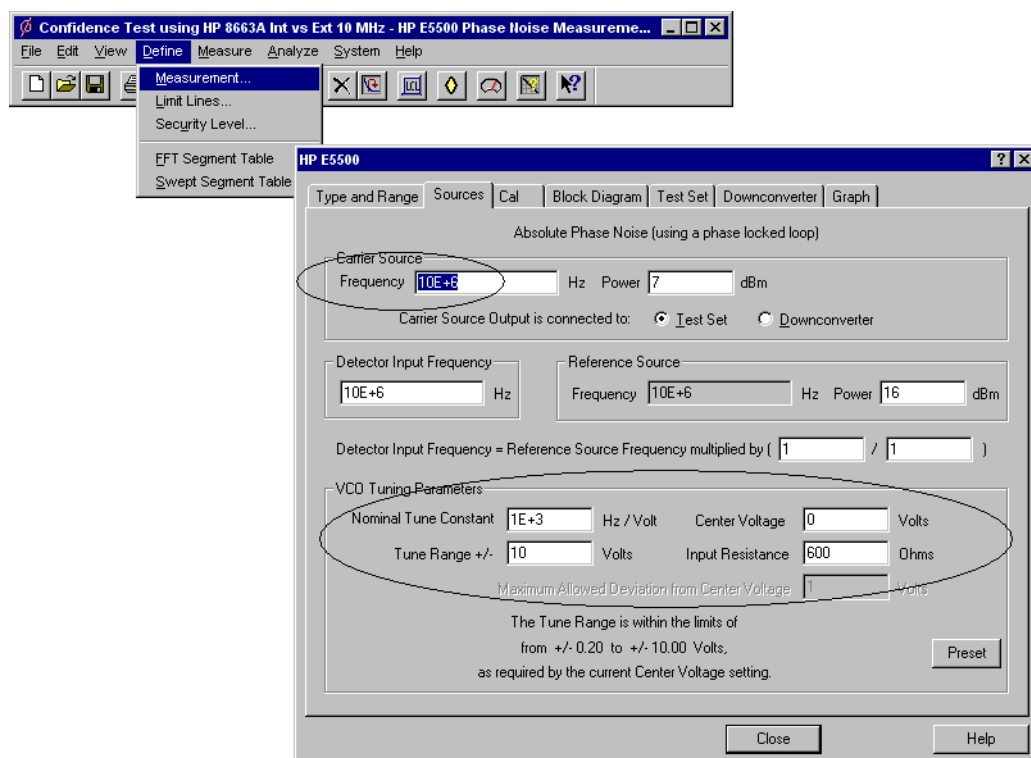 Confidence Test using HP 8663A Int vs Ext 10 MHz - HP E5500 Phase Noise Measureme...
File Edit View Define Measure Analyze System Help
Measurement...
Limit Lines...
Security Level...
FFT Segment Table
Swept Segment Table
HP E5500
Type and Range Sources Cal Block Diagram Test Set Downconverter Graph
Absolute Phase Noise (using a phase locked loop)
Carrier Source
Frequency 10E+6 Hz Power 7 dBm
Carrier Source Output is connected to: Test Set Downconverter
Detector Input Frequency
10E+6 Hz
Reference Source
Frequency 10E+6 Hz Power 16 dBm
Detector Input Frequency = Reference Source Frequency multiplied by ( 1 / 1 )
VCO Tuning Parameters
Nominal Tune Constant 1E+3 Hz / Volt Center Voltage 0 Volts
Tune Range +/- 10 Volts Input Resistance 600 Ohms
Maximum Allowed Deviation from Center Voltage 1 Volts
The Tune Range is within the limits of
from +/- 0.20 to +/- 10.00 Volts,
as required by the current Center Voltage setting.
Preset
Close Help